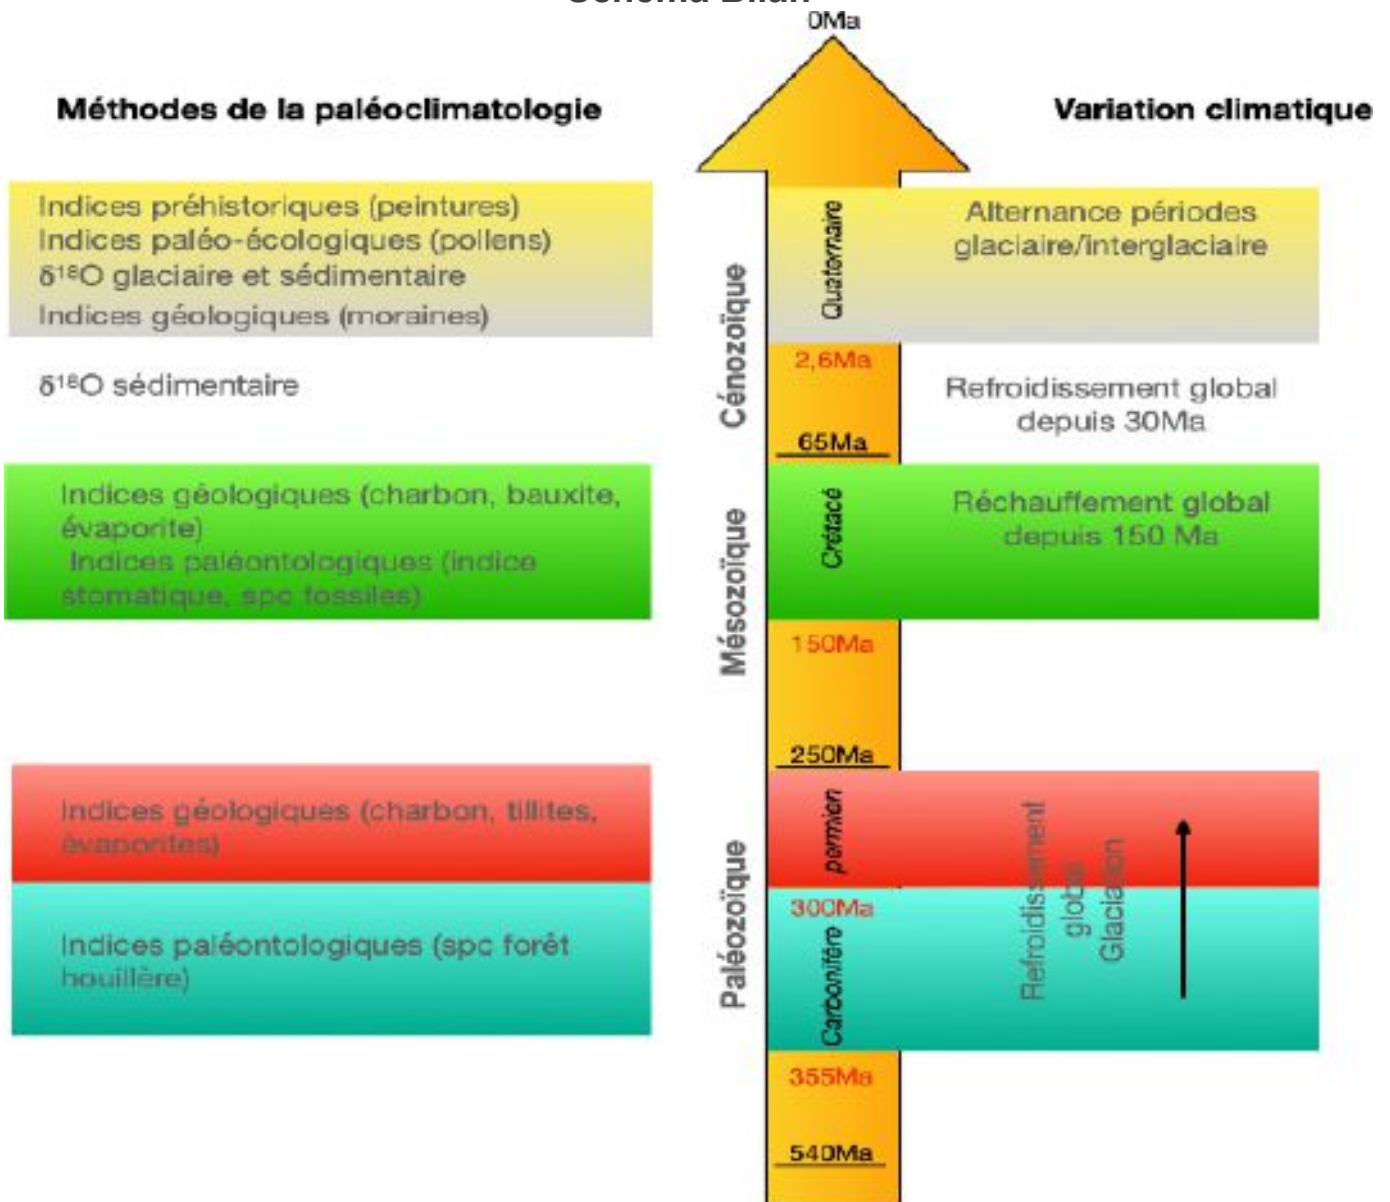 Schéma Bilan
0Ma
Méthodes de la paléoclimatologie
Variation climatique
Indices préhistoriques (peintures)
Indices paléo-écologiques (pollens)
δ¹⁸O glaciaire et sédimentaire
Indices géologiques (moraines)
Quaternaire
Alternance périodes
glaciaire/interglaciaire
Cénozoïque
2,6Ma
δ¹⁸O sédimentaire
Refroidissement global
depuis 30Ma
65Ma
Indices géologiques (charbon, bauxite,
évaporite)
Indices paléontologiques (indice
stomatique, spc fossiles)
Mésozoïque
Crétacé
Réchauffement global
depuis 150 Ma
150Ma
250Ma
Indices géologiques (charbon, tillites,
évaporites)
Paléozoïque
permien
300Ma
Refroidissement
global
Glaciation
Indices paléontologiques (spc forêt
houillère)
Carbonifère
355Ma
540Ma